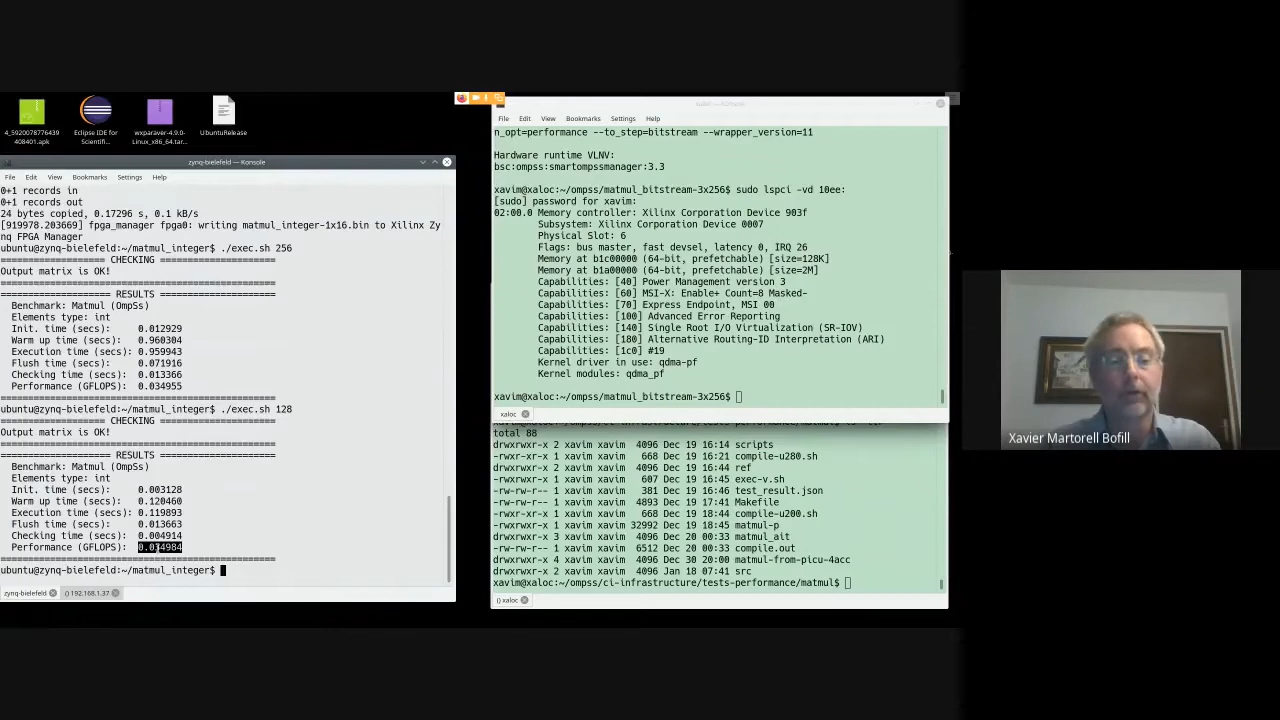 4_5920078776439
408401.apk
Eclipse IDE for
Scientifi...
wxparaver-4.9.0-
Linux_x86_64.tar...
UbuntuRelease
zynq-bielefeld — Konsole
File Edit View Bookmarks Settings Help
0+1 records in
0+1 records out
24 bytes copied, 0.17296 s, 0.1 kB/s
[919978.203669] fpga_manager fpga0: writing matmul_integer-1x16.bin to Xilinx Zy
nq FPGA Manager
ubuntu@zynq-bielefeld:~/matmul_integer$ ./exec.sh 256
==================== CHECKING ====================
Output matrix is OK!
==================================================
==================== RESULTS =====================
Benchmark: Matmul (OmpSs)
Elements type: int
Init. time (secs): 0.012929
Warm up time (secs): 0.960304
Execution time (secs): 0.959943
Flush time (secs): 0.071916
Checking time (secs): 0.013366
Performance (GFLOPS): 0.034955
==================================================
ubuntu@zynq-bielefeld:~/matmul_integer$ ./exec.sh 128
==================== CHECKING ====================
Output matrix is OK!
==================================================
==================== RESULTS =====================
Benchmark: Matmul (OmpSs)
Elements type: int
Init. time (secs): 0.003128
Warm up time (secs): 0.120460
Execution time (secs): 0.119893
Flush time (secs): 0.013663
Checking time (secs): 0.004914
Performance (GFLOPS): 0.034984
==================================================
ubuntu@zynq-bielefeld:~/matmul_integer$
zynq-bielefeld
() 192.168.1.37
File Edit View Bookmarks Settings Help
n_opt=performance --to_step=bitstream --wrapper_version=11
Hardware runtime VLNV:
bsc:ompss:smartompssmanager:3.3
xavim@xaloc:~/ompss/matmul_bitstream-3x256$ sudo lspci -vd 10ee:
[sudo] password for xavim:
02:00.0 Memory controller: Xilinx Corporation Device 903f
Subsystem: Xilinx Corporation Device 0007
Physical Slot: 6
Flags: bus master, fast devsel, latency 0, IRQ 26
Memory at b1c00000 (64-bit, prefetchable) [size=128K]
Memory at b1a00000 (64-bit, prefetchable) [size=2M]
Capabilities: [40] Power Management version 3
Capabilities: [60] MSI-X: Enable+ Count=8 Masked-
Capabilities: [70] Express Endpoint, MSI 00
Capabilities: [100] Advanced Error Reporting
Capabilities: [140] Single Root I/O Virtualization (SR-IOV)
Capabilities: [180] Alternative Routing-ID Interpretation (ARI)
Capabilities: [1c0] #19
Kernel driver in use: qdma-pf
Kernel modules: qdma_pf
xavim@xaloc:~/ompss/matmul_bitstream-3x256$
xaloc
total 88
drwxrwxr-x 2 xavim xavim 4096 Dec 19 16:14 scripts
-rwxr-xr-x 1 xavim xavim 668 Dec 19 16:21 compile-u280.sh
drwxrwxr-x 2 xavim xavim 4096 Dec 19 16:44 ref
-rwxrwxr-x 1 xavim xavim 607 Dec 19 16:45 exec-v.sh
-rw-rw-r-- 1 xavim xavim 381 Dec 19 16:46 test_result.json
-rwxrwxr-x 1 xavim xavim 4893 Dec 19 17:41 Makefile
-rwxrwxr-x 1 xavim xavim 668 Dec 19 18:44 compile-u200.sh
-rwxrwxr-x 1 xavim xavim 32992 Dec 19 18:45 matmul-p
drwxrwxr-x 3 xavim xavim 4096 Dec 20 00:33 matmul_ait
-rw-rw-r-- 1 xavim xavim 6512 Dec 20 00:33 compile.out
drwxrwxr-x 4 xavim xavim 4096 Dec 30 20:00 matmul-from-picu-4acc
drwxrwxr-x 2 xavim xavim 4096 Jan 18 07:41 src
xavim@xaloc:~/ompss/ci-infrastructure/tests-performance/matmul$
() xaloc
Xavier Martorell Bofill